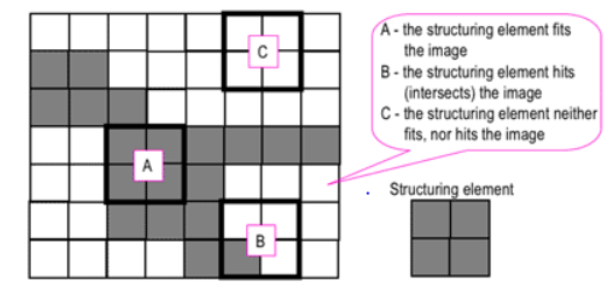 C
A
B
A - the structuring element fits
the image
B - the structuring element hits
(intersects) the image
C - the structuring element neither
fits, nor hits the image
Structuring element